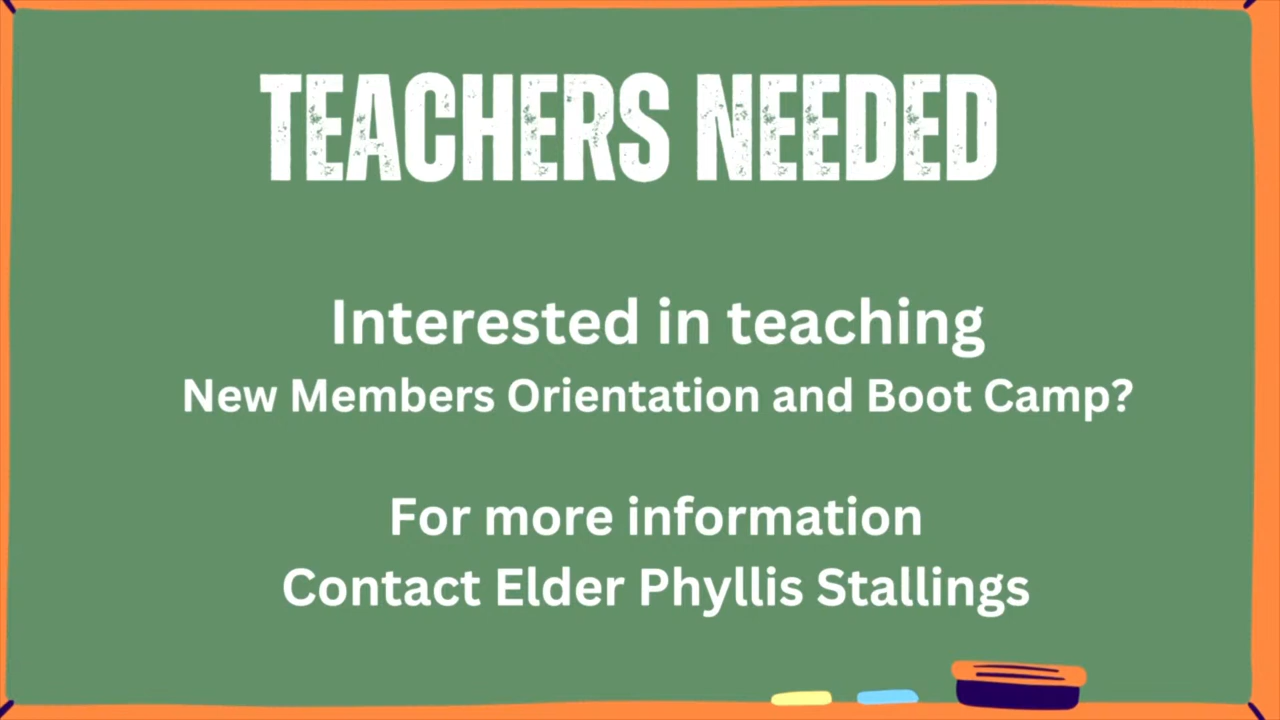 TEACHERS NEEDED
Interested in teaching
New Members Orientation and Boot Camp?
For more information
Contact Elder Phyllis Stallings